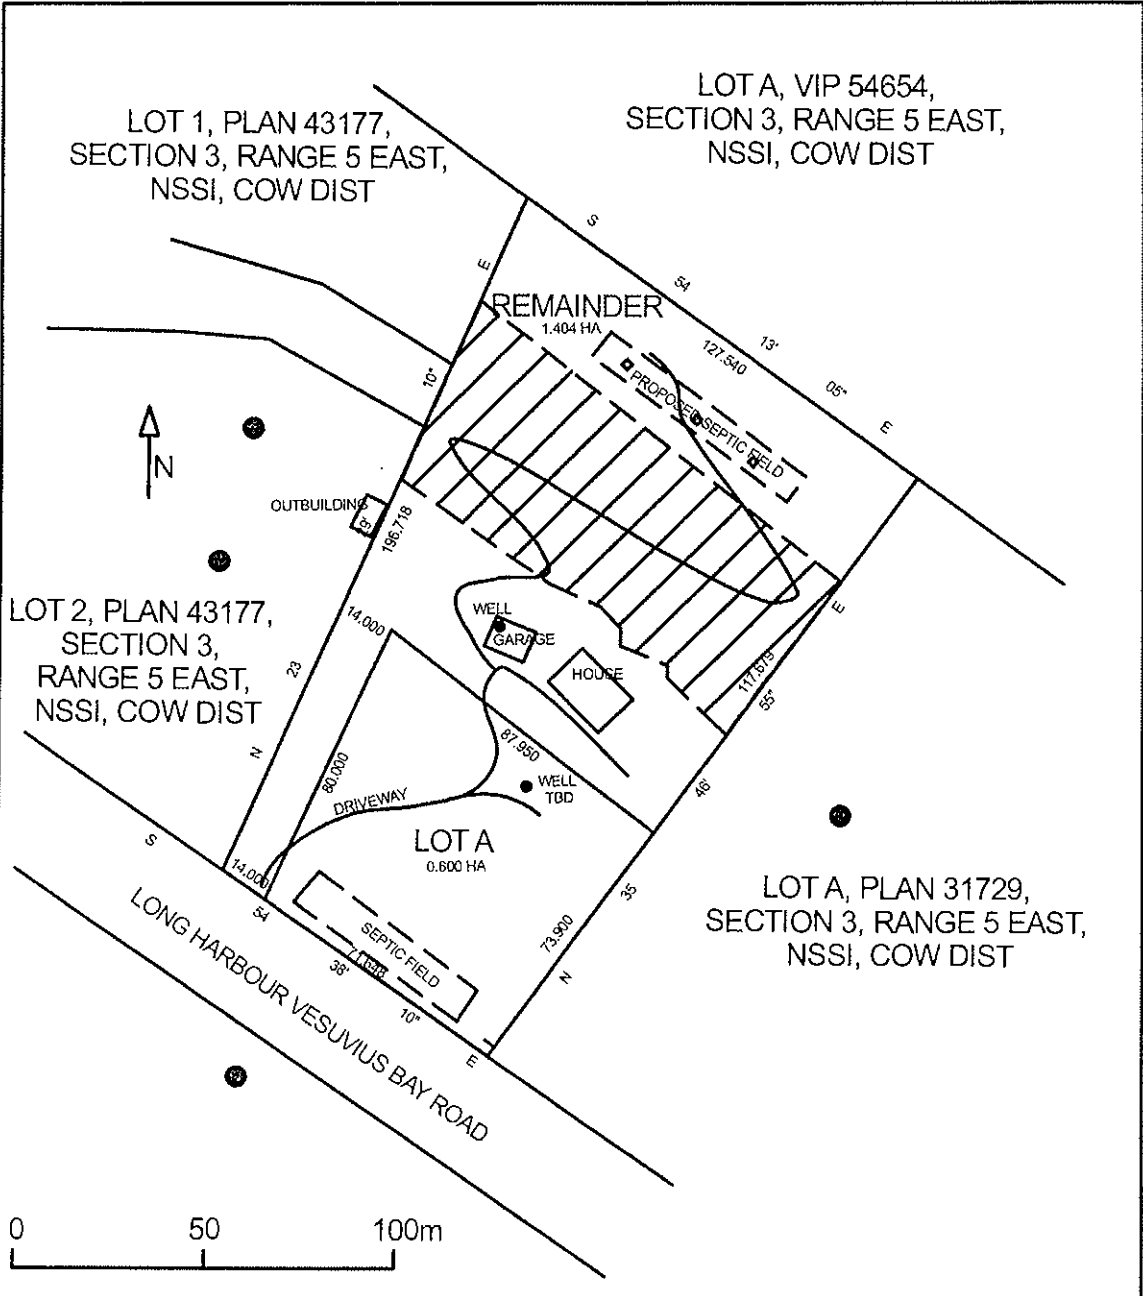 LOT 1, PLAN 43177,
SECTION 3, RANGE 5 EAST,
NSSI, COW DIST
LOT A, VIP 54654,
SECTION 3, RANGE 5 EAST,
NSSI, COW DIST
S
54
13'
05"
E
127.540
REMAINDER
1.404 HA
PROPOSED SEPTIC FIELD
E
10"
N
OUTBUILDING
196.718
LOT 2, PLAN 43177,
SECTION 3,
RANGE 5 EAST,
NSSI, COW DIST
WELL
GARAGE
HOUSE
14.000
23
N
E
117.679
55"
46'
87.950
80.000
WELL
TBD
DRIVEWAY
LOT A
0.600 HA
35
73.900
N
LOT A, PLAN 31729,
SECTION 3, RANGE 5 EAST,
NSSI, COW DIST
S
14.000
54
38'
71.648
10"
E
SEPTIC FIELD
LONG HARBOUR VESUVIUS BAY ROAD
0 50 100m